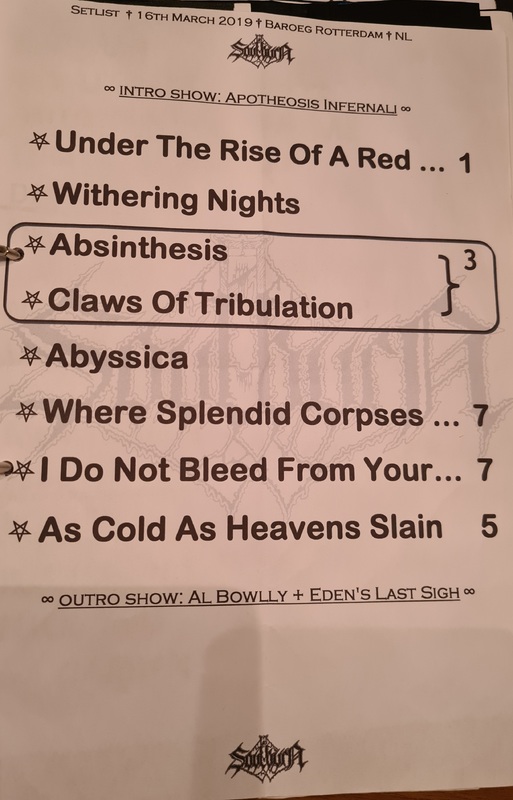 SETLIST † 16TH MARCH 2019 † BAROEG ROTTERDAM † NL
Soulburn
∞ INTRO SHOW: APOTHEOSIS INFERNALI ∞
Under The Rise Of A Red ... 1
Withering Nights
Absinthesis
} 3
Claws Of Tribulation
Abyssica
Where Splendid Corpses ... 7
I Do Not Bleed From Your... 7
As Cold As Heavens Slain 5
∞ OUTRO SHOW: AL BOWLLY + EDEN'S LAST SIGH ∞
Soulburn